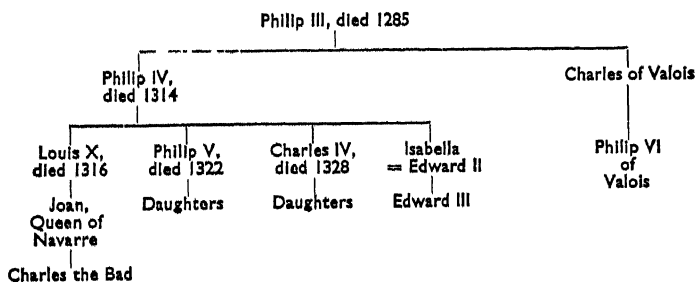 Philip III, died 1285
Philip IV,
died 1314
Charles of Valois
Louis X,
died 1316
Philip V,
died 1322
Charles IV,
died 1328
Isabella
= Edward II
Philip VI
of
Valois
Joan,
Queen of
Navarre
Daughters
Daughters
Edward III
Charles the Bad